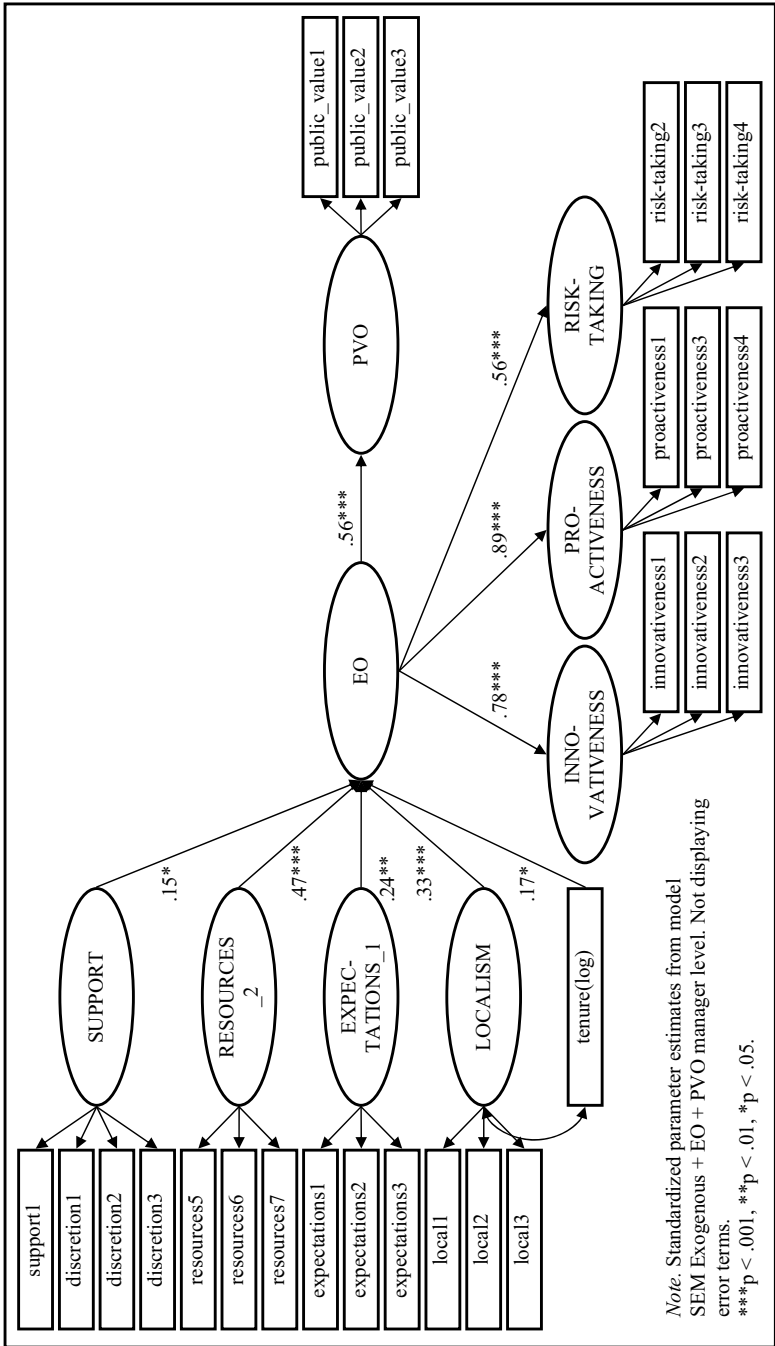 support1
discretion1
discretion2
discretion3
resources5
resources6
resources7
expectations1
expectations2
expectations3
local1
local2
local3
SUPPORT
RESOURCES
_2
EXPEC-
TATIONS_1
LOCALISM
tenure(log)
.15*
.47***
.24**
.33***
.17*
EO
.56***
PVO
public_value1
public_value2
public_value3
.78***
.89***
.56***
INNO-
VATIVENESS
PRO-
ACTIVENESS
RISK-
TAKING
innovativeness1
innovativeness2
innovativeness3
proactiveness1
proactiveness3
proactiveness4
risk-taking2
risk-taking3
risk-taking4
Note. Standardized parameter estimates from model
SEM Exogenous + EO + PVO manager level. Not displaying
error terms.
***p < .001, **p < .01, *p < .05.